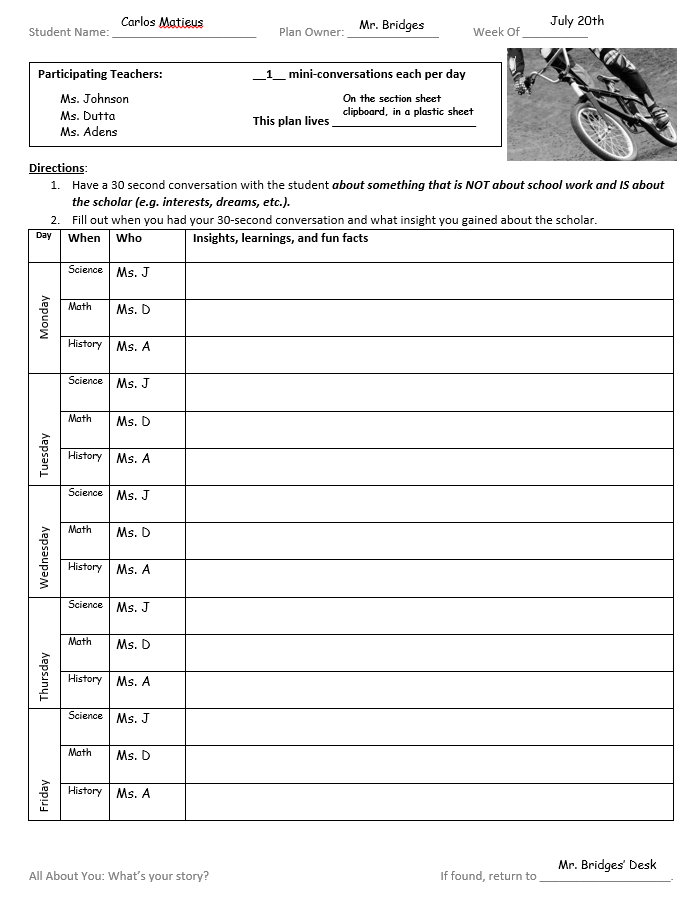 Student Name: Carlos Matieus Plan Owner: Mr. Bridges Week Of July 20th
Participating Teachers: __1__ mini-conversations each per day
Ms. Johnson
Ms. Dutta
Ms. Adens
This plan lives On the section sheet
clipboard, in a plastic sheet
Directions:
1. Have a 30 second conversation with the student about something that is NOT about school work and IS about
the scholar (e.g. interests, dreams, etc.).
2. Fill out when you had your 30-second conversation and what insight you gained about the scholar.
Day When Who Insights, learnings, and fun facts
Monday
Science Ms. J
Math Ms. D
History Ms. A
Tuesday
Science Ms. J
Math Ms. D
History Ms. A
Wednesday
Science Ms. J
Math Ms. D
History Ms. A
Thursday
Science Ms. J
Math Ms. D
History Ms. A
Friday
Science Ms. J
Math Ms. D
History Ms. A
All About You: What's your story? If found, return to Mr. Bridges' Desk.